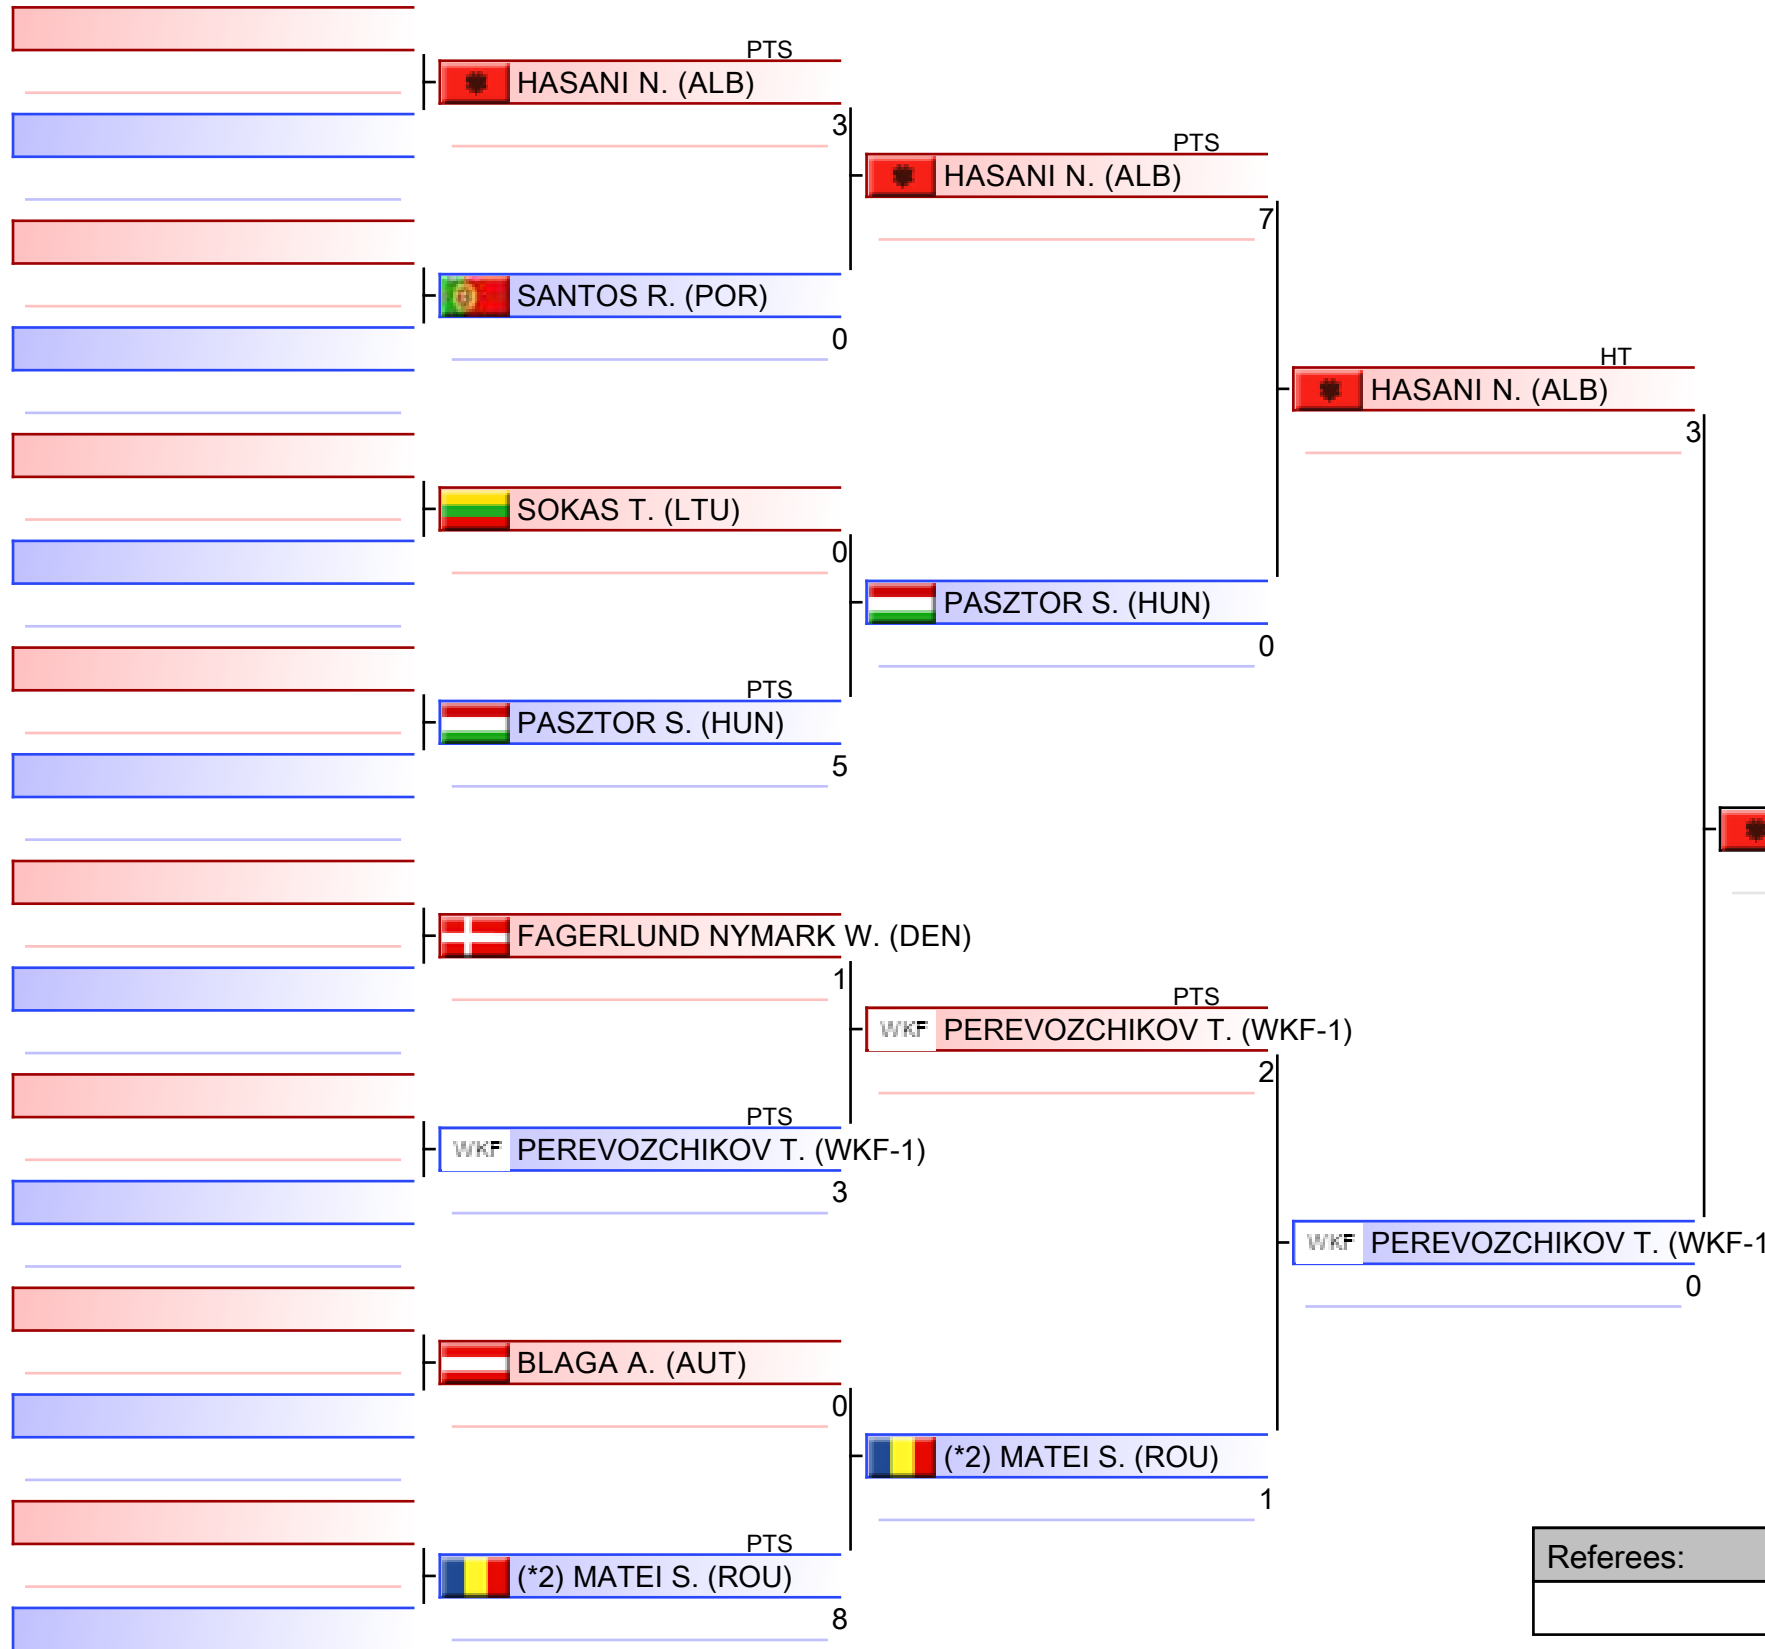 PTS
HASANI N. (ALB)
3
PTS
HASANI N. (ALB)
7
SANTOS R. (POR)
0
HT
HASANI N. (ALB)
3
SOKAS T. (LTU)
0
PASZTOR S. (HUN)
0
PTS
PASZTOR S. (HUN)
5
FAGERLUND NYMARK W. (DEN)
1
PTS
WKF PEREVOZCHIKOV T. (WKF-1)
2
PTS
WKF PEREVOZCHIKOV T. (WKF-1)
3
WKF PEREVOZCHIKOV T. (WKF-1
0
BLAGA A. (AUT)
0
(*2) MATEI S. (ROU)
1
PTS
(*2) MATEI S. (ROU)
8
Referees: